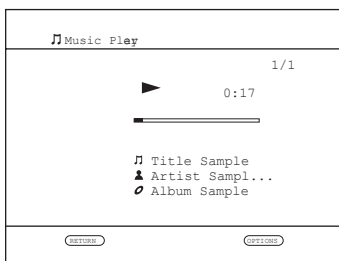 Music Play
1/1
0:17
Title Sample
Artist Sampl...
Album Sample
RETURN
OPTIONS